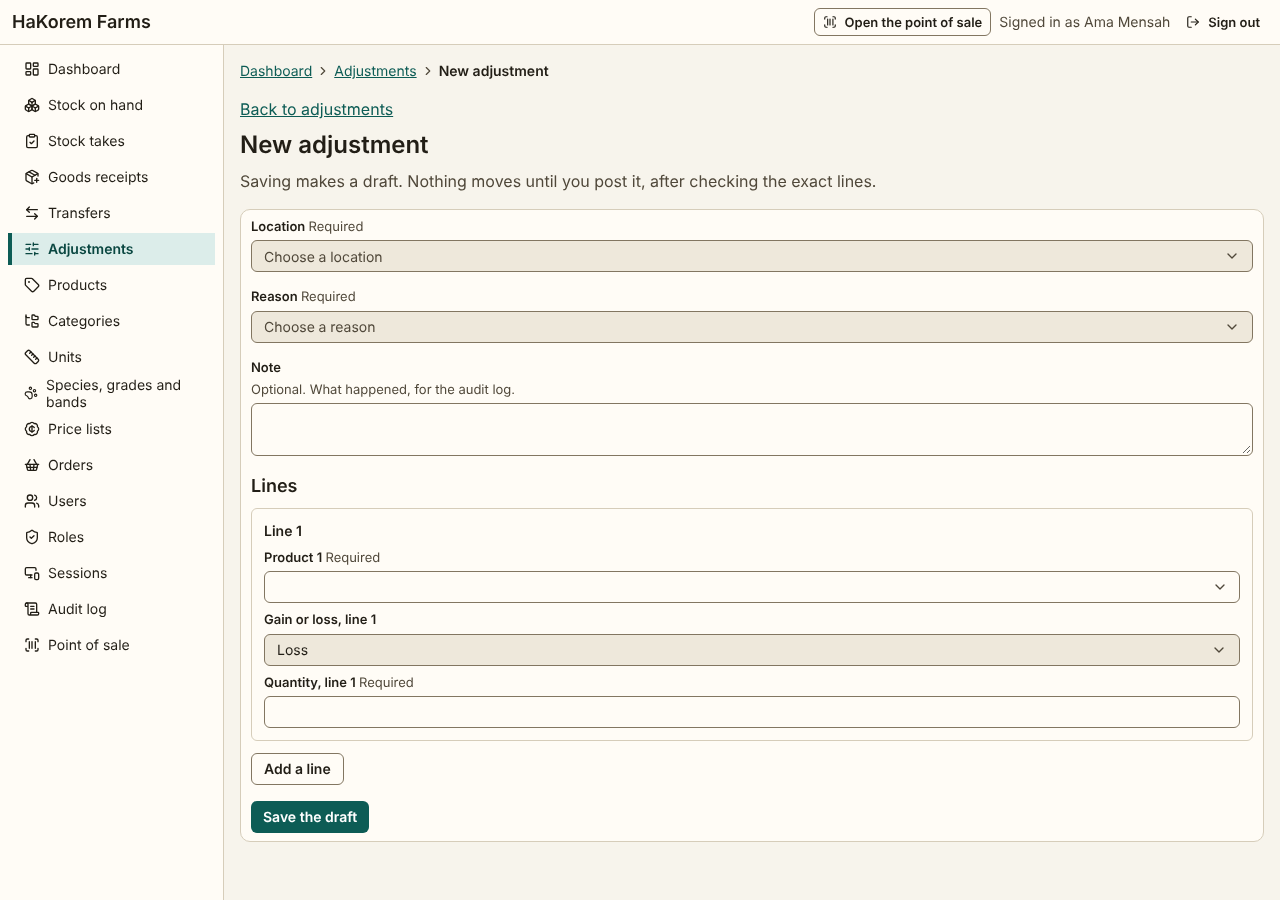 HaKorem Farms
Open the point of sale
Signed in as Ama Mensah
Sign out
Dashboard
Stock on hand
Stock takes
Goods receipts
Transfers
Adjustments
Products
Categories
Units
Species, grades and
bands
Price lists
Orders
Users
Roles
Sessions
Audit log
Point of sale
Dashboard > Adjustments > New adjustment
Back to adjustments
New adjustment
Saving makes a draft. Nothing moves until you post it, after checking the exact lines.
Location Required
Choose a location
Reason Required
Choose a reason
Note
Optional. What happened, for the audit log.
Lines
Line 1
Product 1 Required
Gain or loss, line 1
Loss
Quantity, line 1 Required
Add a line
Save the draft